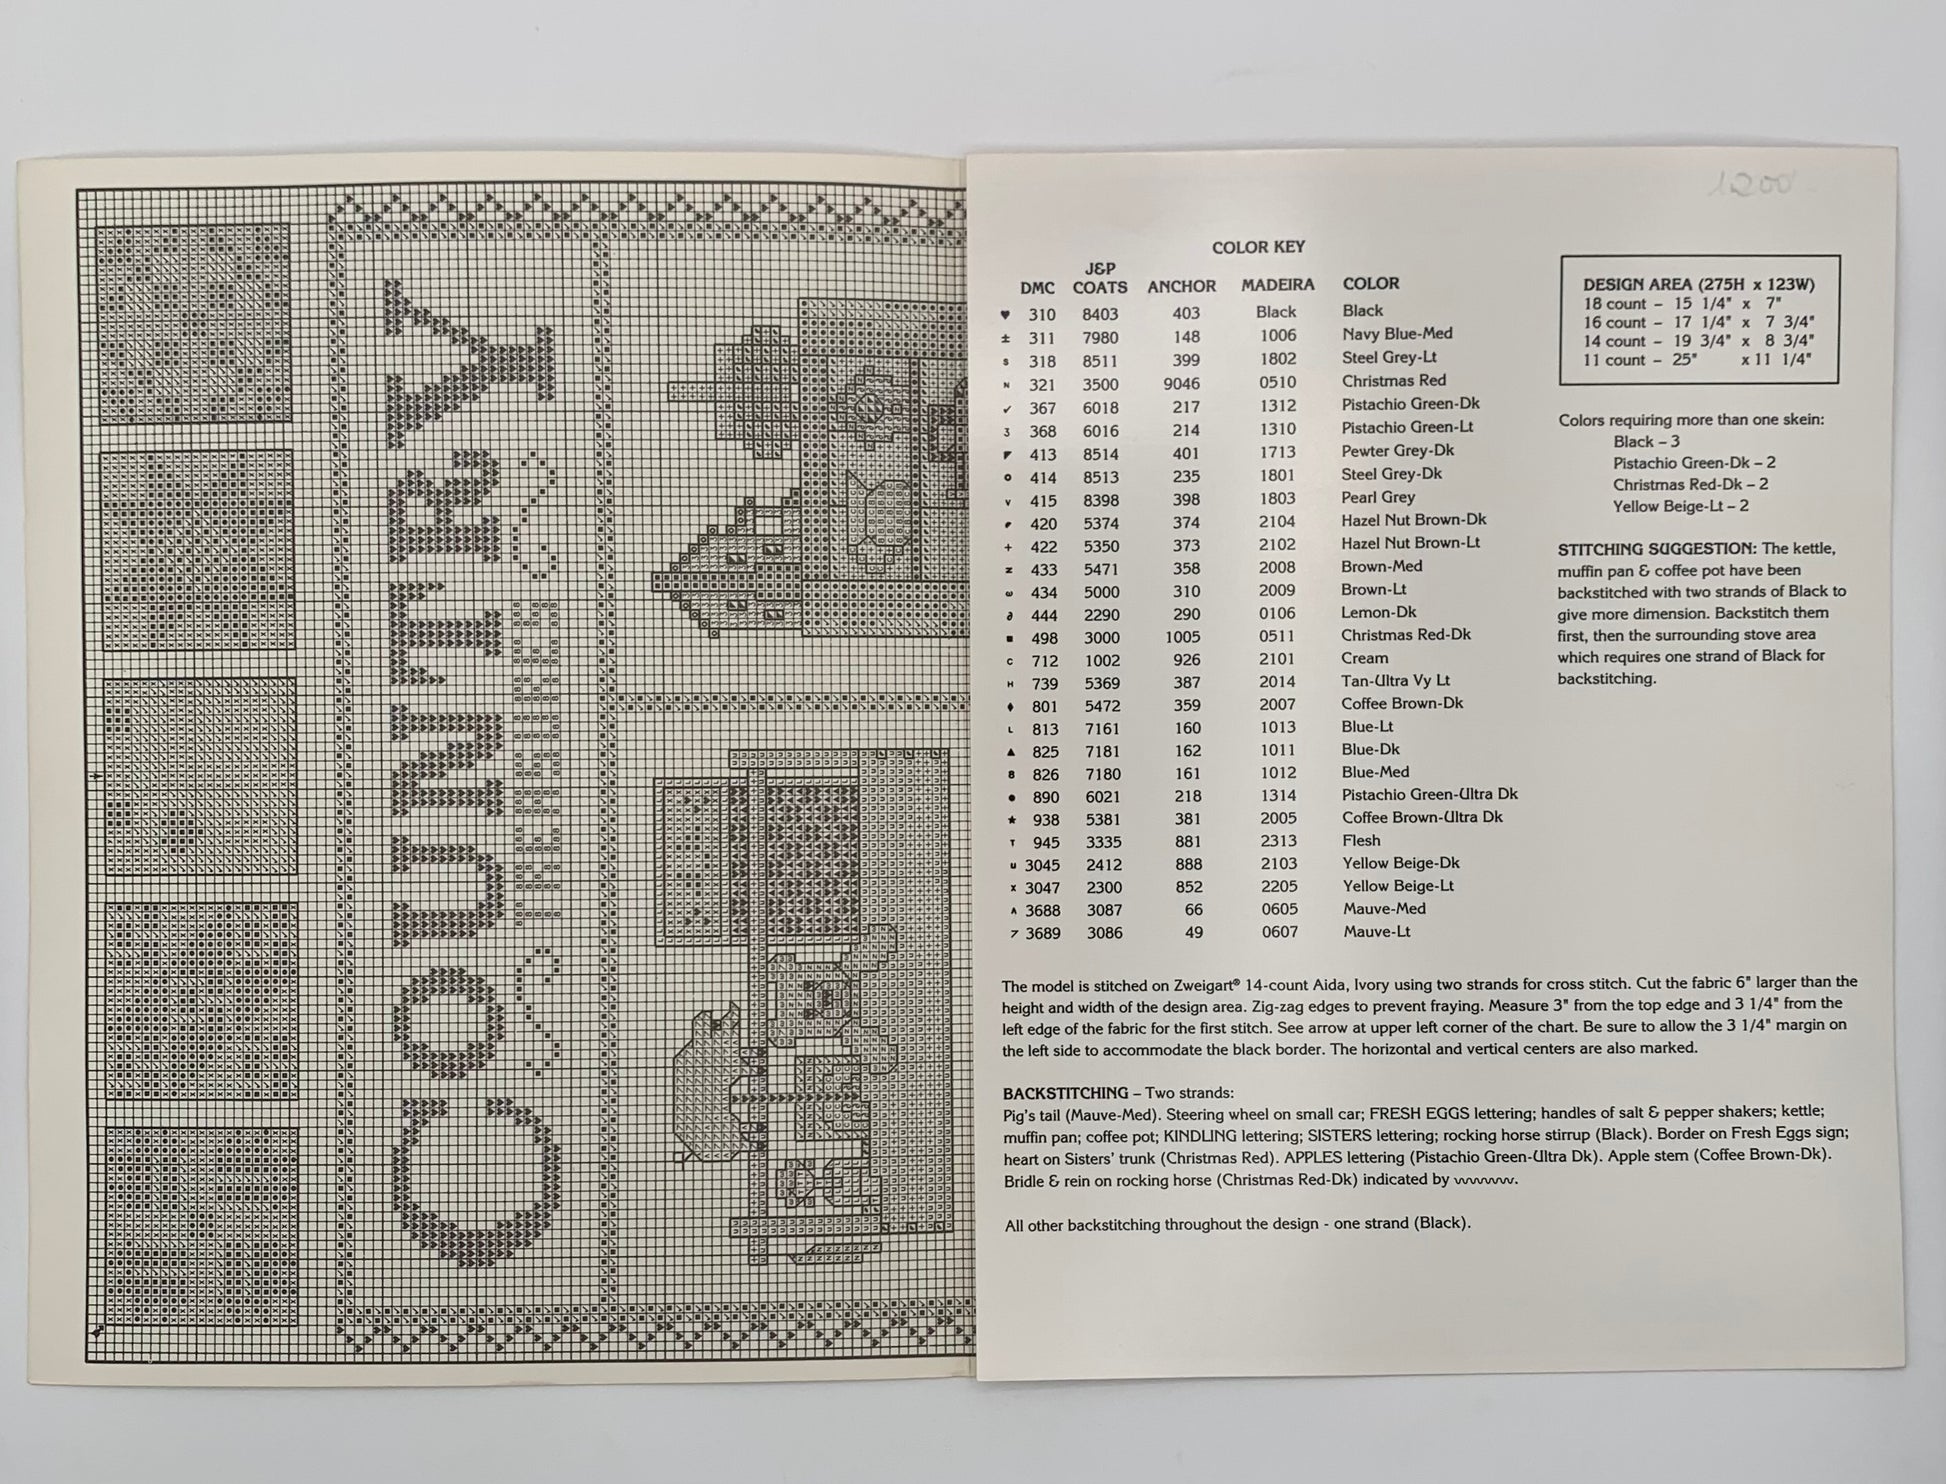 COUNTRY
1200
COLOR KEY
J&P
DMC COATS ANCHOR MADEIRA COLOR
♥ 310 8403 403 Black Black
± 311 7980 148 1006 Navy Blue-Med
S 318 8511 399 1802 Steel Grey-Lt
N 321 3500 9046 0510 Christmas Red
✓ 367 6018 217 1312 Pistachio Green-Dk
3 368 6016 214 1310 Pistachio Green-Lt
◤ 413 8514 401 1713 Pewter Grey-Dk
o 414 8513 235 1801 Steel Grey-Dk
v 415 8398 398 1803 Pearl Grey
420 5374 374 2104 Hazel Nut Brown-Dk
+ 422 5350 373 2102 Hazel Nut Brown-Lt
z 433 5471 358 2008 Brown-Med
ω 434 5000 310 2009 Brown-Lt
∂ 444 2290 290 0106 Lemon-Dk
■ 498 3000 1005 0511 Christmas Red-Dk
C 712 1002 926 2101 Cream
H 739 5369 387 2014 Tan-Ultra Vy Lt
♦ 801 5472 359 2007 Coffee Brown-Dk
L 813 7161 160 1013 Blue-Lt
▲ 825 7181 162 1011 Blue-Dk
8 826 7180 161 1012 Blue-Med
● 890 6021 218 1314 Pistachio Green-Ultra Dk
★ 938 5381 381 2005 Coffee Brown-Ultra Dk
T 945 3335 881 2313 Flesh
u 3045 2412 888 2103 Yellow Beige-Dk
x 3047 2300 852 2205 Yellow Beige-Lt
ʌ 3688 3087 66 0605 Mauve-Med
7 3689 3086 49 0607 Mauve-Lt
DESIGN AREA (275H x 123W)
18 count – 15 1/4" x 7"
16 count – 17 1/4" x 7 3/4"
14 count – 19 3/4" x 8 3/4"
11 count – 25" x 11 1/4"
Colors requiring more than one skein:
Black – 3
Pistachio Green-Dk – 2
Christmas Red-Dk – 2
Yellow Beige-Lt – 2
STITCHING SUGGESTION: The kettle,
muffin pan & coffee pot have been
backstitched with two strands of Black to
give more dimension. Backstitch them
first, then the surrounding stove area
which requires one strand of Black for
backstitching.
The model is stitched on Zweigart® 14-count Aida, Ivory using two strands for cross stitch. Cut the fabric 6" larger than the
height and width of the design area. Zig-zag edges to prevent fraying. Measure 3" from the top edge and 3 1/4" from the
left edge of the fabric for the first stitch. See arrow at upper left corner of the chart. Be sure to allow the 3 1/4" margin on
the left side to accommodate the black border. The horizontal and vertical centers are also marked.
BACKSTITCHING – Two strands:
Pig's tail (Mauve-Med). Steering wheel on small car; FRESH EGGS lettering; handles of salt & pepper shakers; kettle;
muffin pan; coffee pot; KINDLING lettering; SISTERS lettering; rocking horse stirrup (Black). Border on Fresh Eggs sign;
heart on Sisters' trunk (Christmas Red). APPLES lettering (Pistachio Green-Ultra Dk). Apple stem (Coffee Brown-Dk).
Bridle & rein on rocking horse (Christmas Red-Dk) indicated by 〰〰〰.
All other backstitching throughout the design - one strand (Black).